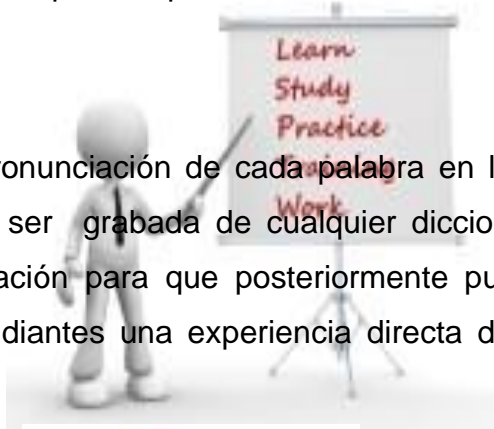 Learn
Study
Practice
ronunciación de cada palabra en l
Training
ser grabada de cualquier diccio
Work
ación para que posteriormente pu
diantes una experiencia directa d